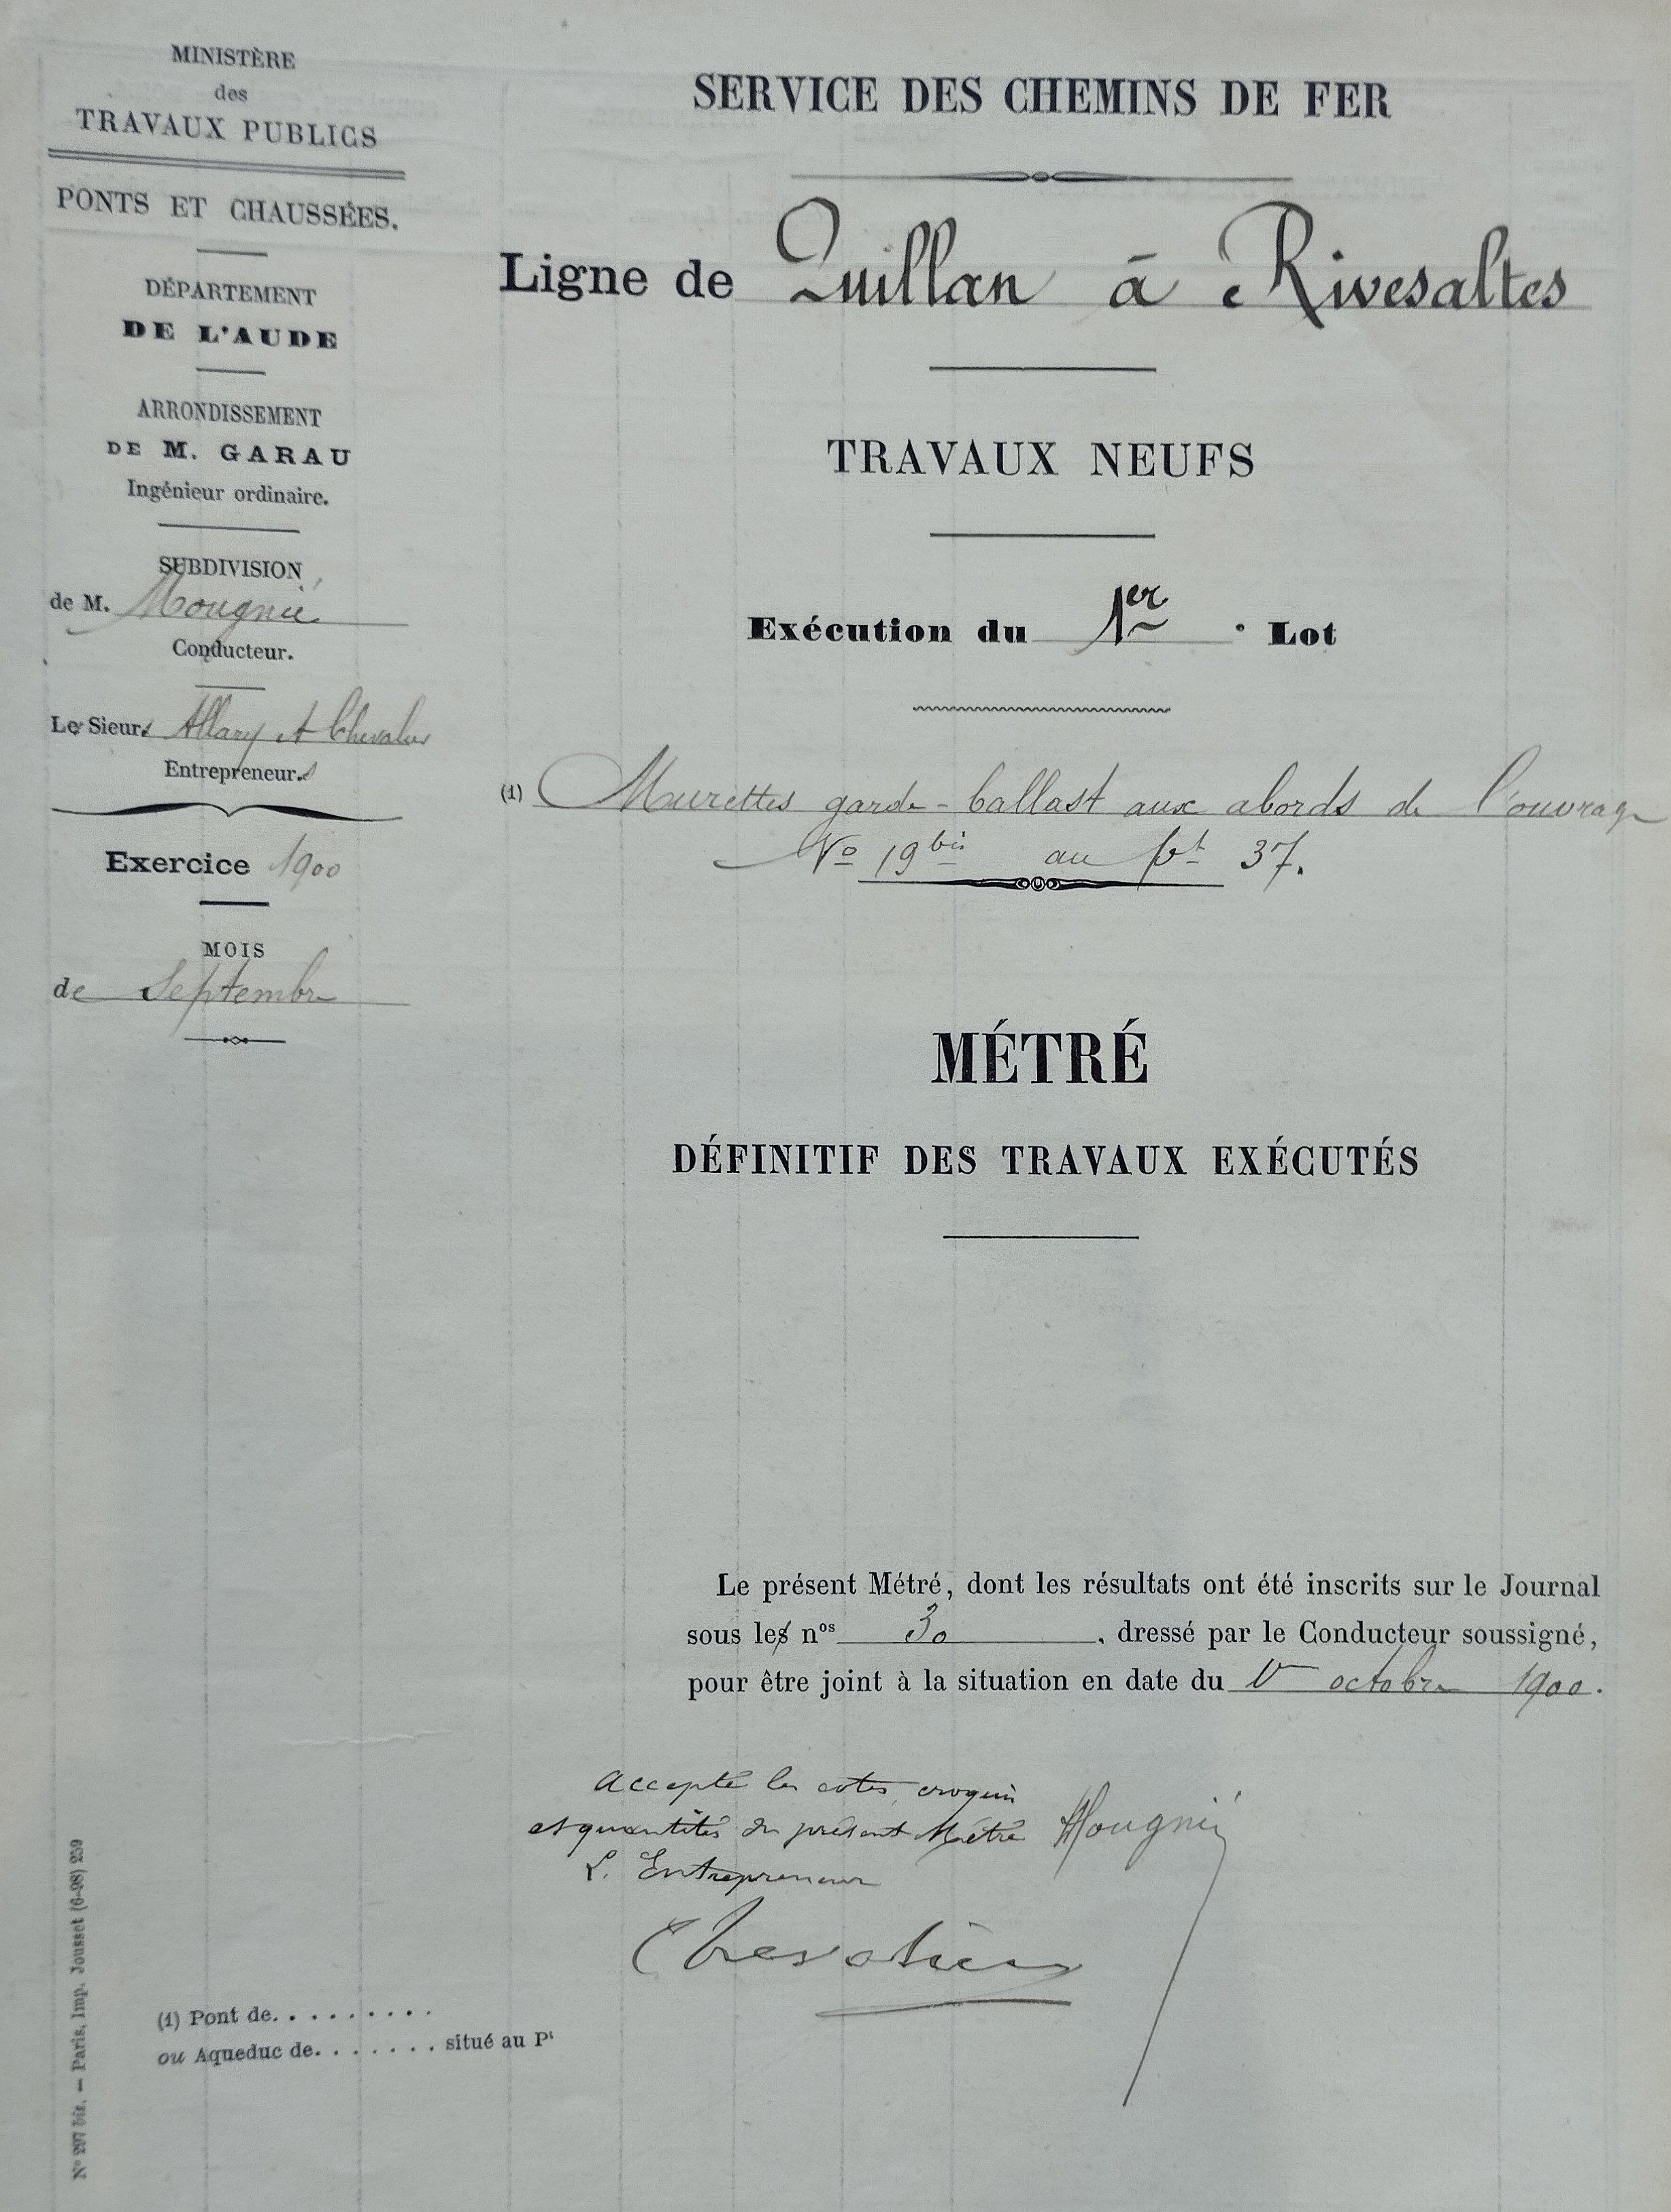 MINISTÈRE
des
TRAVAUX PUBLICS
PONTS ET CHAUSSÉES.
DÉPARTEMENT
DE L'AUDE
ARRONDISSEMENT
DE M. GARAU
Ingénieur ordinaire.
SUBDIVISION
de M. Mougnié
Conducteur.
Les Sieurs Allary et Chevalier
Entrepreneurs
Exercice 1900
MOIS
de Septembre
SERVICE DES CHEMINS DE FER
Ligne de Quillan à Rivesaltes
TRAVAUX NEUFS
Exécution du 1er Lot
(1) Murettes garde-ballast aux abords de l'ouvrage
No 19 bis au pt 37.
MÉTRÉ
DÉFINITIF DES TRAVAUX EXÉCUTÉS
Le présent Métré, dont les résultats ont été inscrits sur le Journal
sous les nos 30, dressé par le Conducteur soussigné,
pour être joint à la situation en date du 1er octobre 1900.
Accepté les cotes, croquis
et quantités du présent Métré Mougnié
L'Entrepreneur
Chevalier
(1) Pont de.........
ou Aqueduc de....... situé au Pt
N° 297 bis. — Paris, Imp. Jousset (6-98) 259